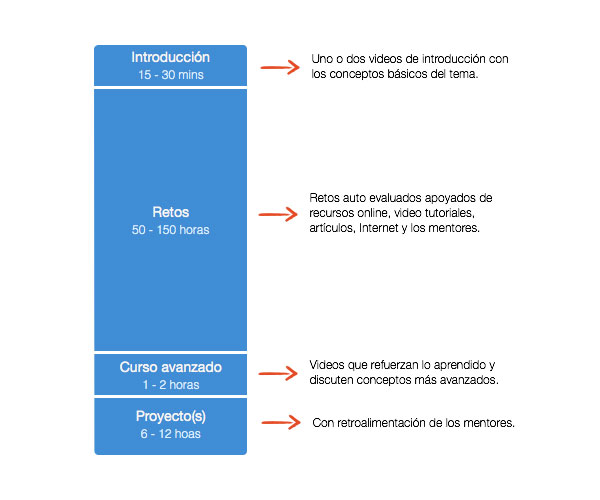 Introducción
15 - 30 mins
Uno o dos videos de introducción con
los conceptos básicos del tema.
Retos
50 - 150 horas
Retos auto evaluados apoyados de
recursos online, video tutoriales,
artículos, Internet y los mentores.
Curso avanzado
1 - 2 horas
Videos que refuerzan lo aprendido y
discuten conceptos más avanzados.
Proyecto(s)
6 - 12 hoas
Con retroalimentación de los mentores.